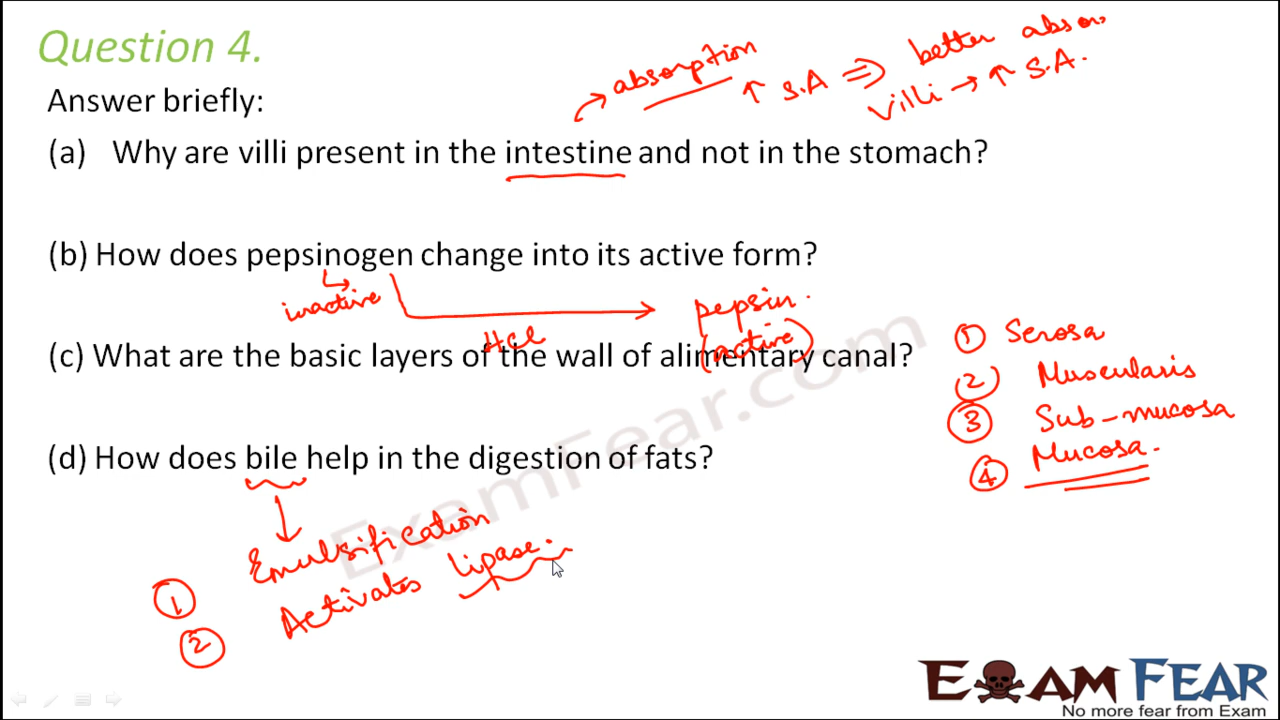 Question 4.
Answer briefly:
absorption
↑ S.A ⇒ better absor.
Villi → ↑ S.A.
(a) Why are villi present in the intestine and not in the stomach?
(b) How does pepsinogen change into its active form?
inactive
HCl
pepsin.
(active)
(c) What are the basic layers of the wall of alimentary canal?
① Serosa
② Muscularis
③ Sub-mucosa
④ Mucosa.
(d) How does bile help in the digestion of fats?
① Emulsification
② Activates lipase.
ExamFear.com
EXAM FEAR
No more fear from Exam